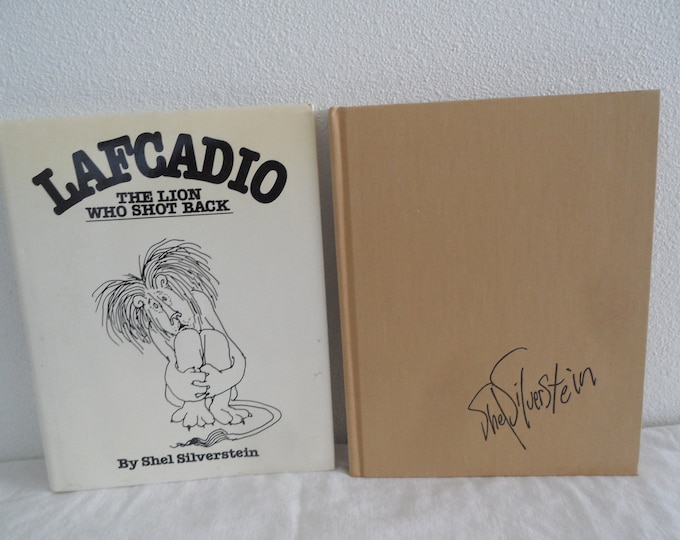 LAFCADIO
THE LION
WHO SHOT BACK
By Shel Silverstein
Shel Silverstein